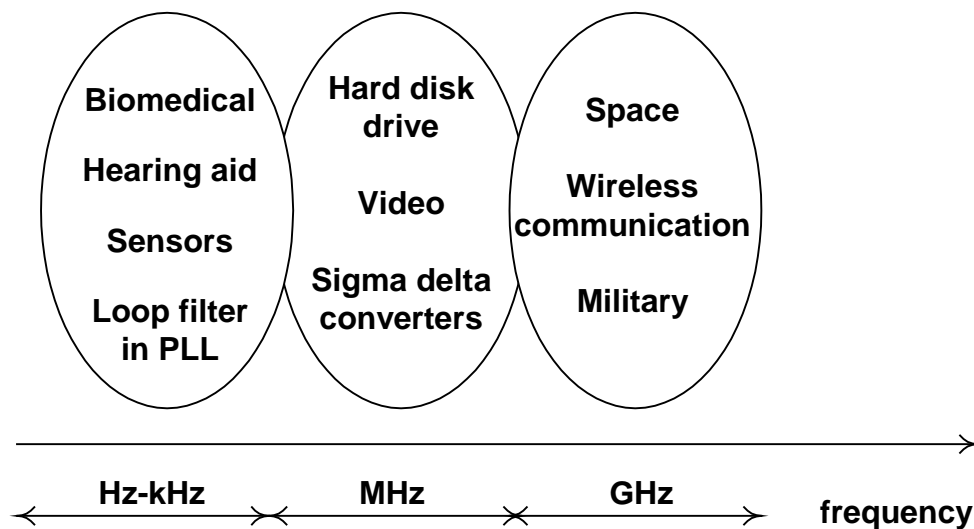 Biomedical
Hearing aid
Sensors
Loop filter
in PLL
Hard disk
drive
Video
Sigma delta
converters
Space
Wireless
communication
Military
Hz-kHz
MHz
GHz
frequency